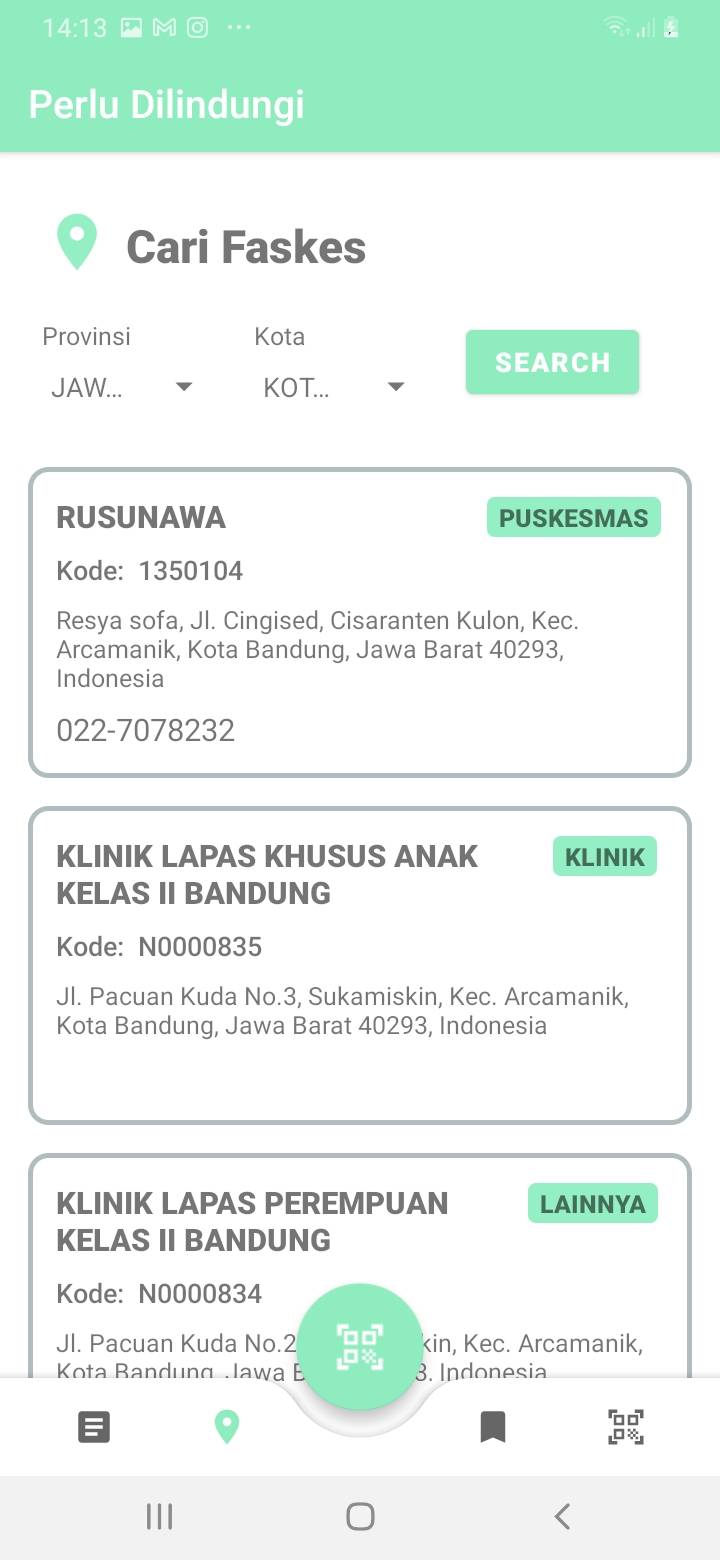 14:13
Perlu Dilindungi
Cari Faskes
Provinsi
Kota
JAW...
KOT...
SEARCH
RUSUNAWA
PUSKESMAS
Kode: 1350104
Resya sofa, Jl. Cingised, Cisaranten Kulon, Kec.
Arcamanik, Kota Bandung, Jawa Barat 40293,
Indonesia
022-7078232
KLINIK LAPAS KHUSUS ANAK
KELAS II BANDUNG
KLINIK
Kode: N0000835
Jl. Pacuan Kuda No.3, Sukamiskin, Kec. Arcamanik,
Kota Bandung, Jawa Barat 40293, Indonesia
KLINIK LAPAS PEREMPUAN
KELAS II BANDUNG
LAINNYA
Kode: N0000834
Jl. Pacuan Kuda No.2 kin, Kec. Arcamanik,
Kota Bandung, Jawa B 3, Indonesia